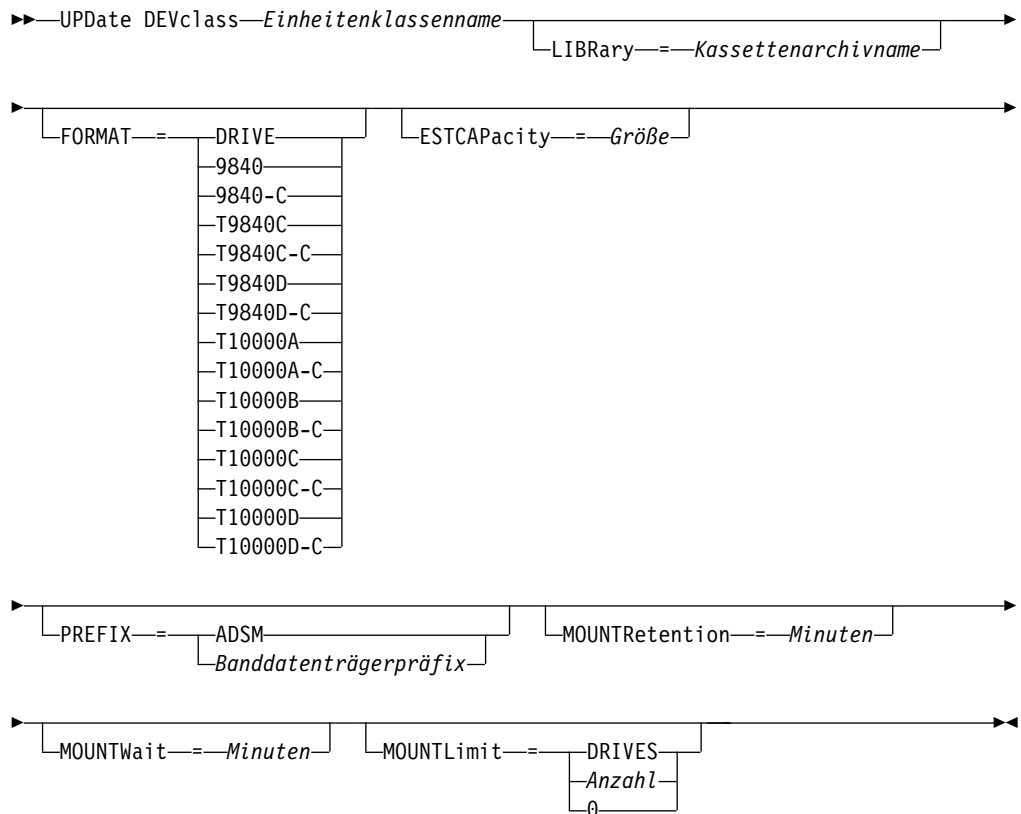 UPDate DEVclass Einheitenklassenname
LIBRary = Kassettenarchivname
FORMAT = DRIVE
9840
9840-C
T9840C
T9840C-C
T9840D
T9840D-C
T10000A
T10000A-C
T10000B
T10000B-C
T10000C
T10000C-C
T10000D
T10000D-C
ESTCAPacity = Größe
PREFIX = ADSM
Banddatenträgerpräfix
MOUNTRetention = Minuten
MOUNTWait = Minuten
MOUNTLimit = DRIVES
Anzahl
0